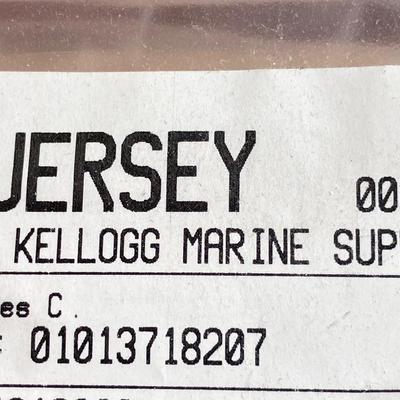 JERSEY 00
KELLOGG MARINE SUP
es C.
: 01013718207